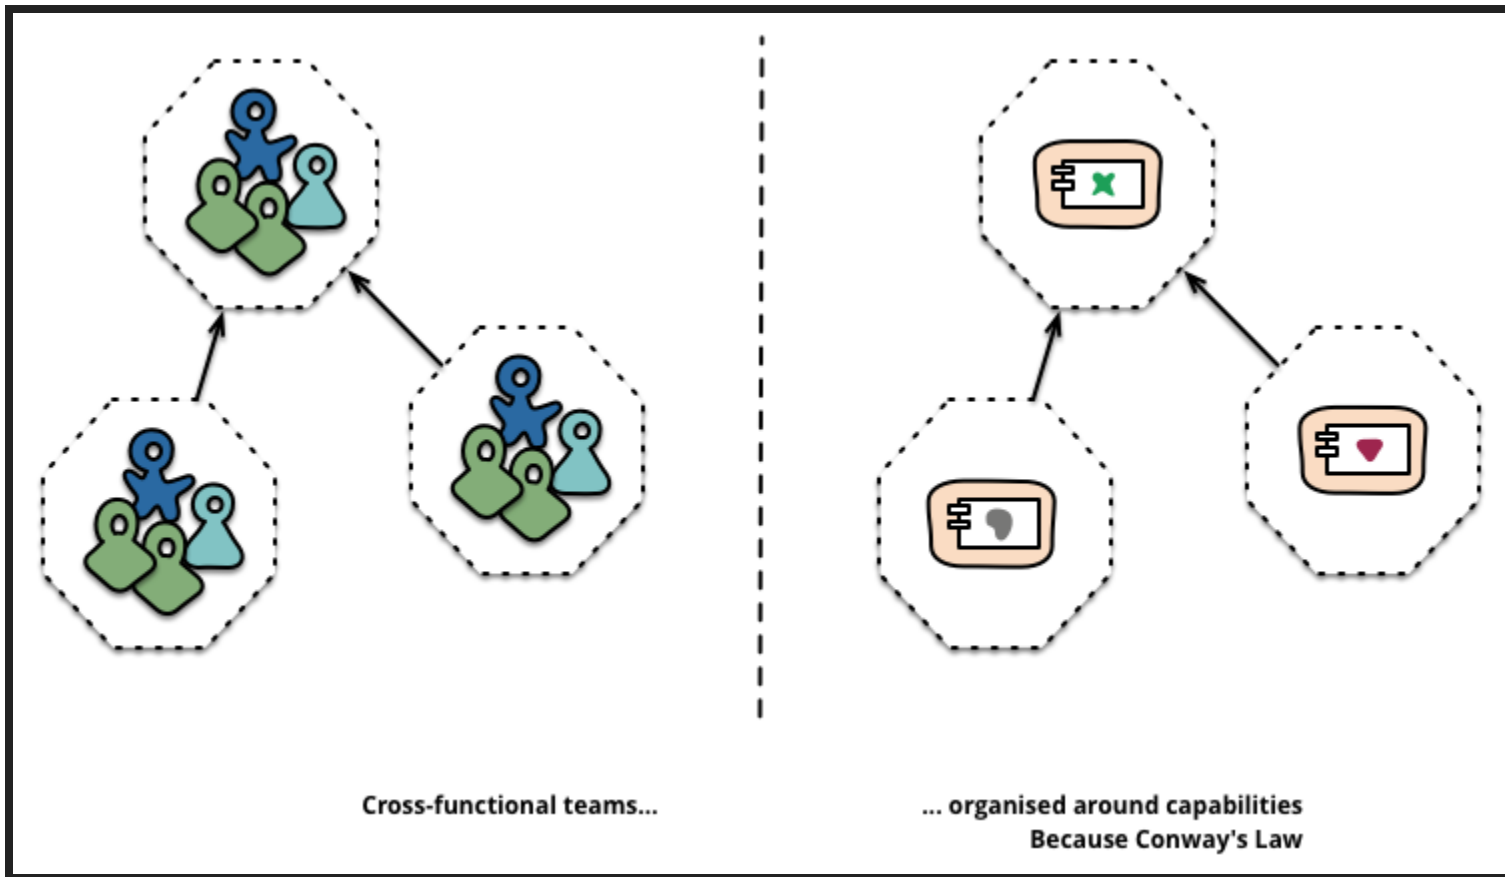 Cross-functional teams...
... organised around capabilities
Because Conway's Law